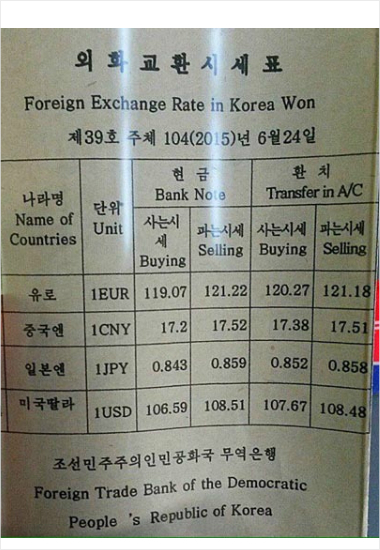 외화교환시세표
Foreign Exchange Rate in Korea Won
제39호 주체 104(2015)년 6월24일
나라명 Name of Countries 단위 Unit 현 금 Bank Note 환 치 Transfer in A/C
사는시세 Buying 파는시세 Selling 사는시세 Buying 파는시세 Selling
유로 1EUR 119.07 121.22 120.27 121.18
중국엔 1CNY 17.2 17.52 17.38 17.51
일본엔 1JPY 0.843 0.859 0.852 0.858
미국딸라 1USD 106.59 108.51 107.67 108.48
조선민주주의인민공화국 무역은행
Foreign Trade Bank of the Democratic
People 's Republic of Korea